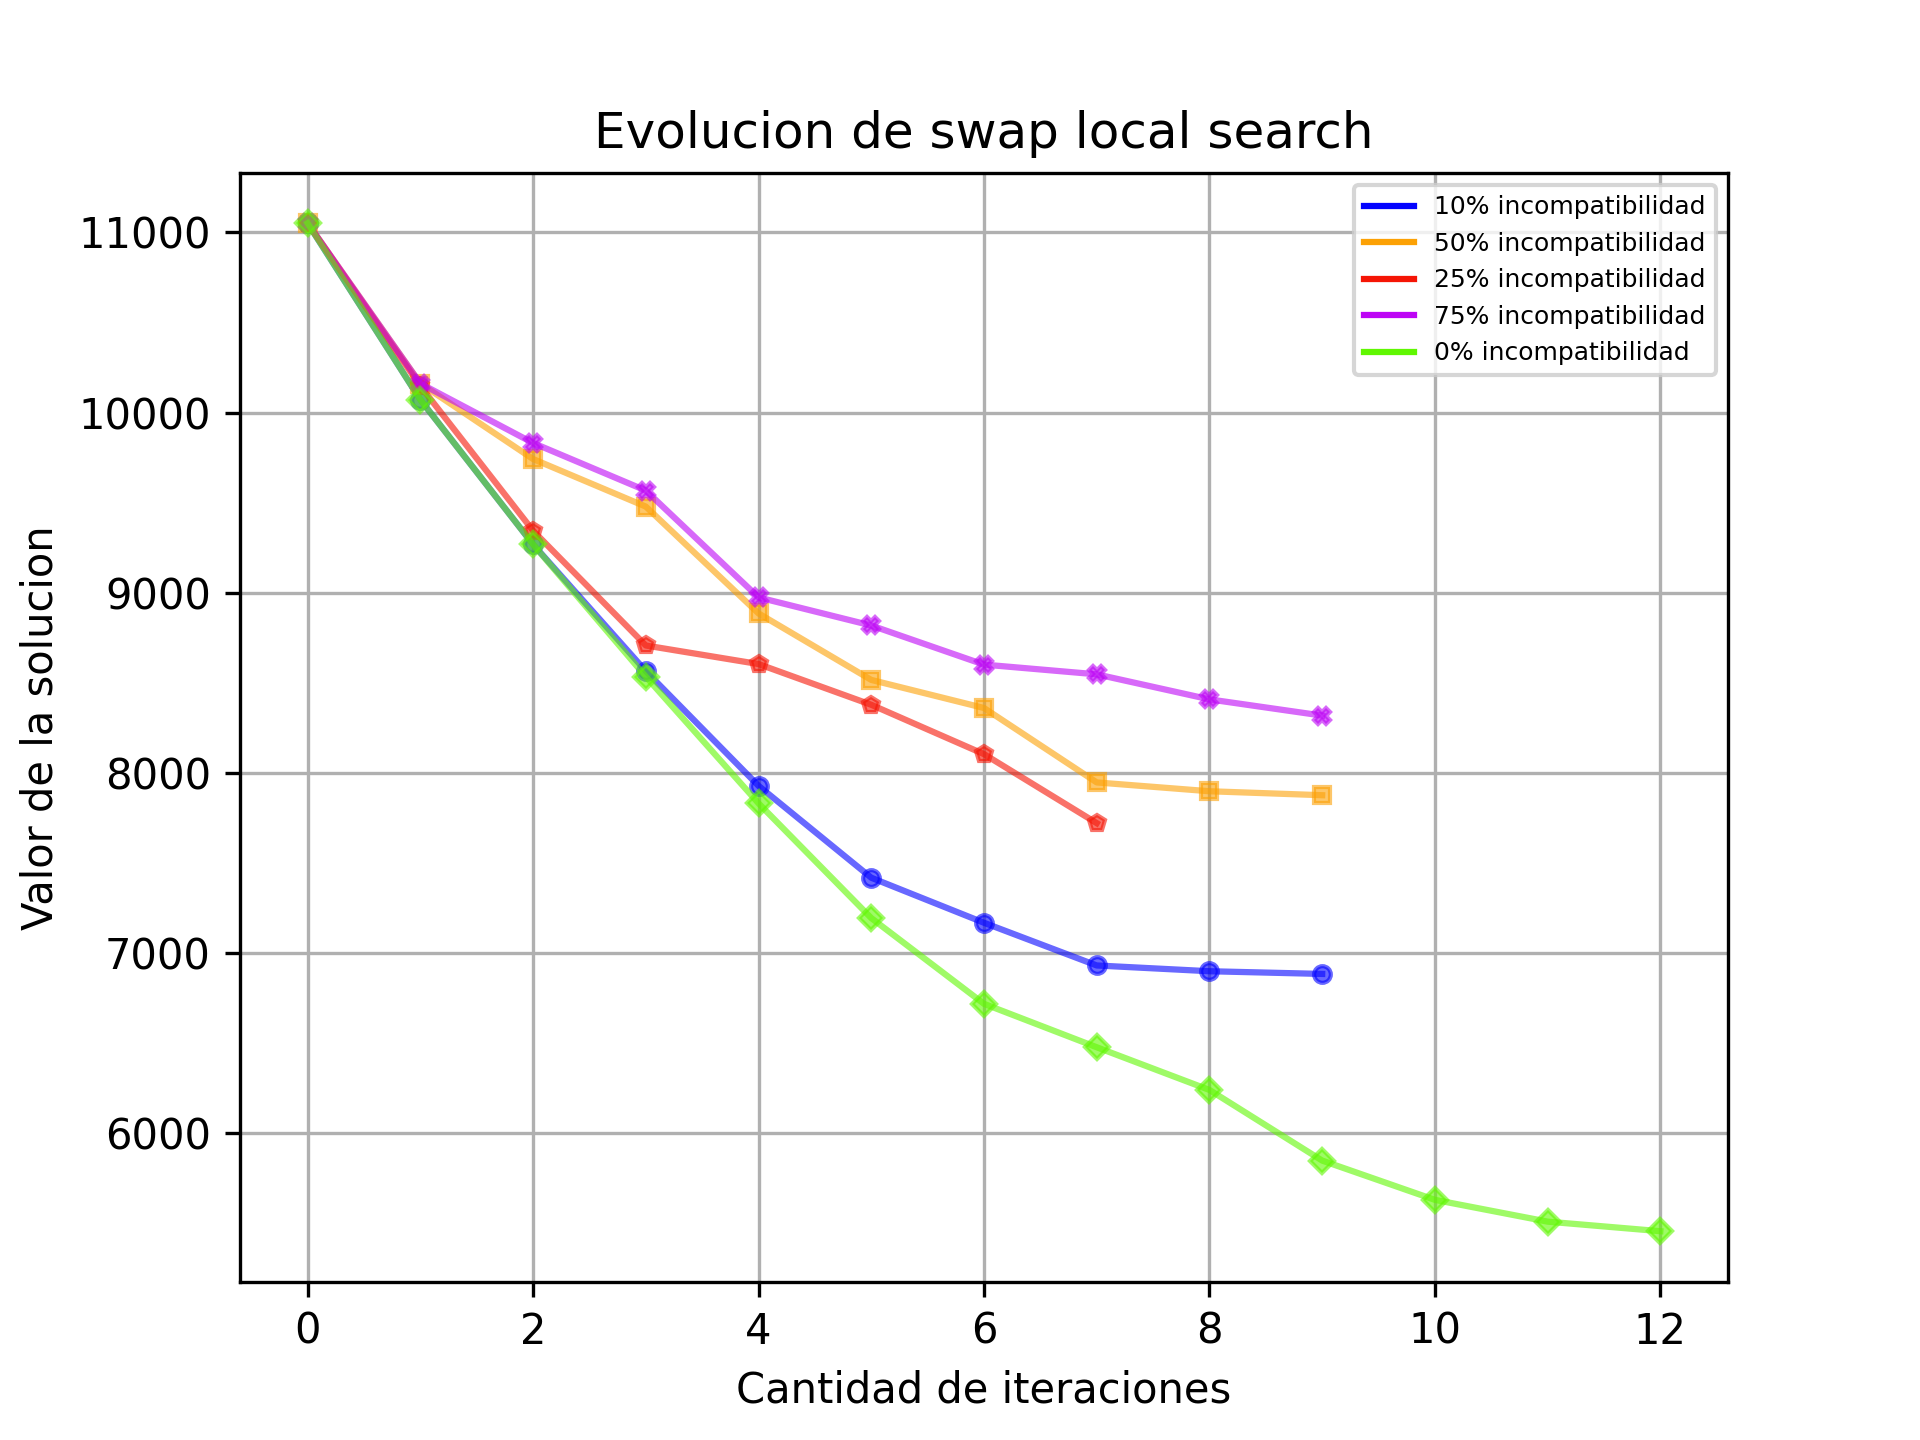 Evolucion de swap local search
10% incompatibilidad
50% incompatibilidad
25% incompatibilidad
75% incompatibilidad
0% incompatibilidad
Valor de la solucion
11000
10000
9000
8000
7000
6000
0 2 4 6 8 10 12
Cantidad de iteraciones